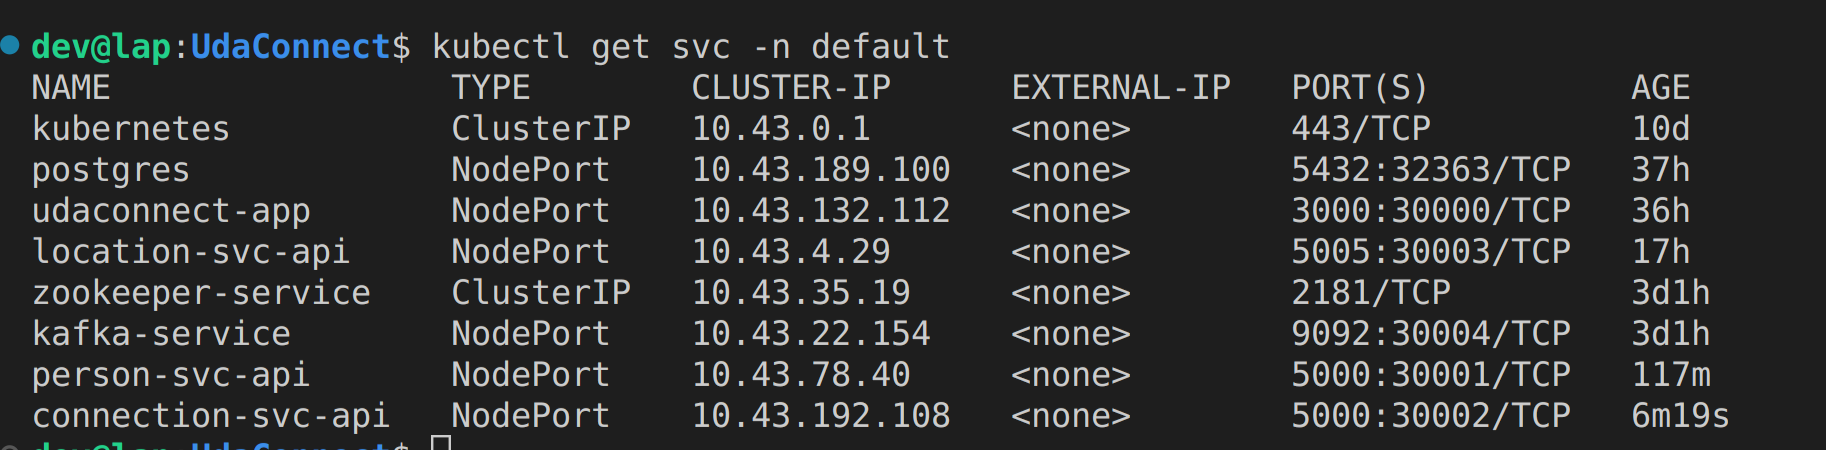 dev@lap:UdaConnect$ kubectl get svc -n default
NAME TYPE CLUSTER-IP EXTERNAL-IP PORT(S) AGE
kubernetes ClusterIP 10.43.0.1 <none> 443/TCP 10d
postgres NodePort 10.43.189.100 <none> 5432:32363/TCP 37h
udaconnect-app NodePort 10.43.132.112 <none> 3000:30000/TCP 36h
location-svc-api NodePort 10.43.4.29 <none> 5005:30003/TCP 17h
zookeeper-service ClusterIP 10.43.35.19 <none> 2181/TCP 3d1h
kafka-service NodePort 10.43.22.154 <none> 9092:30004/TCP 3d1h
person-svc-api NodePort 10.43.78.40 <none> 5000:30001/TCP 117m
connection-svc-api NodePort 10.43.192.108 <none> 5000:30002/TCP 6m19s
dev@lap:UdaConnect$